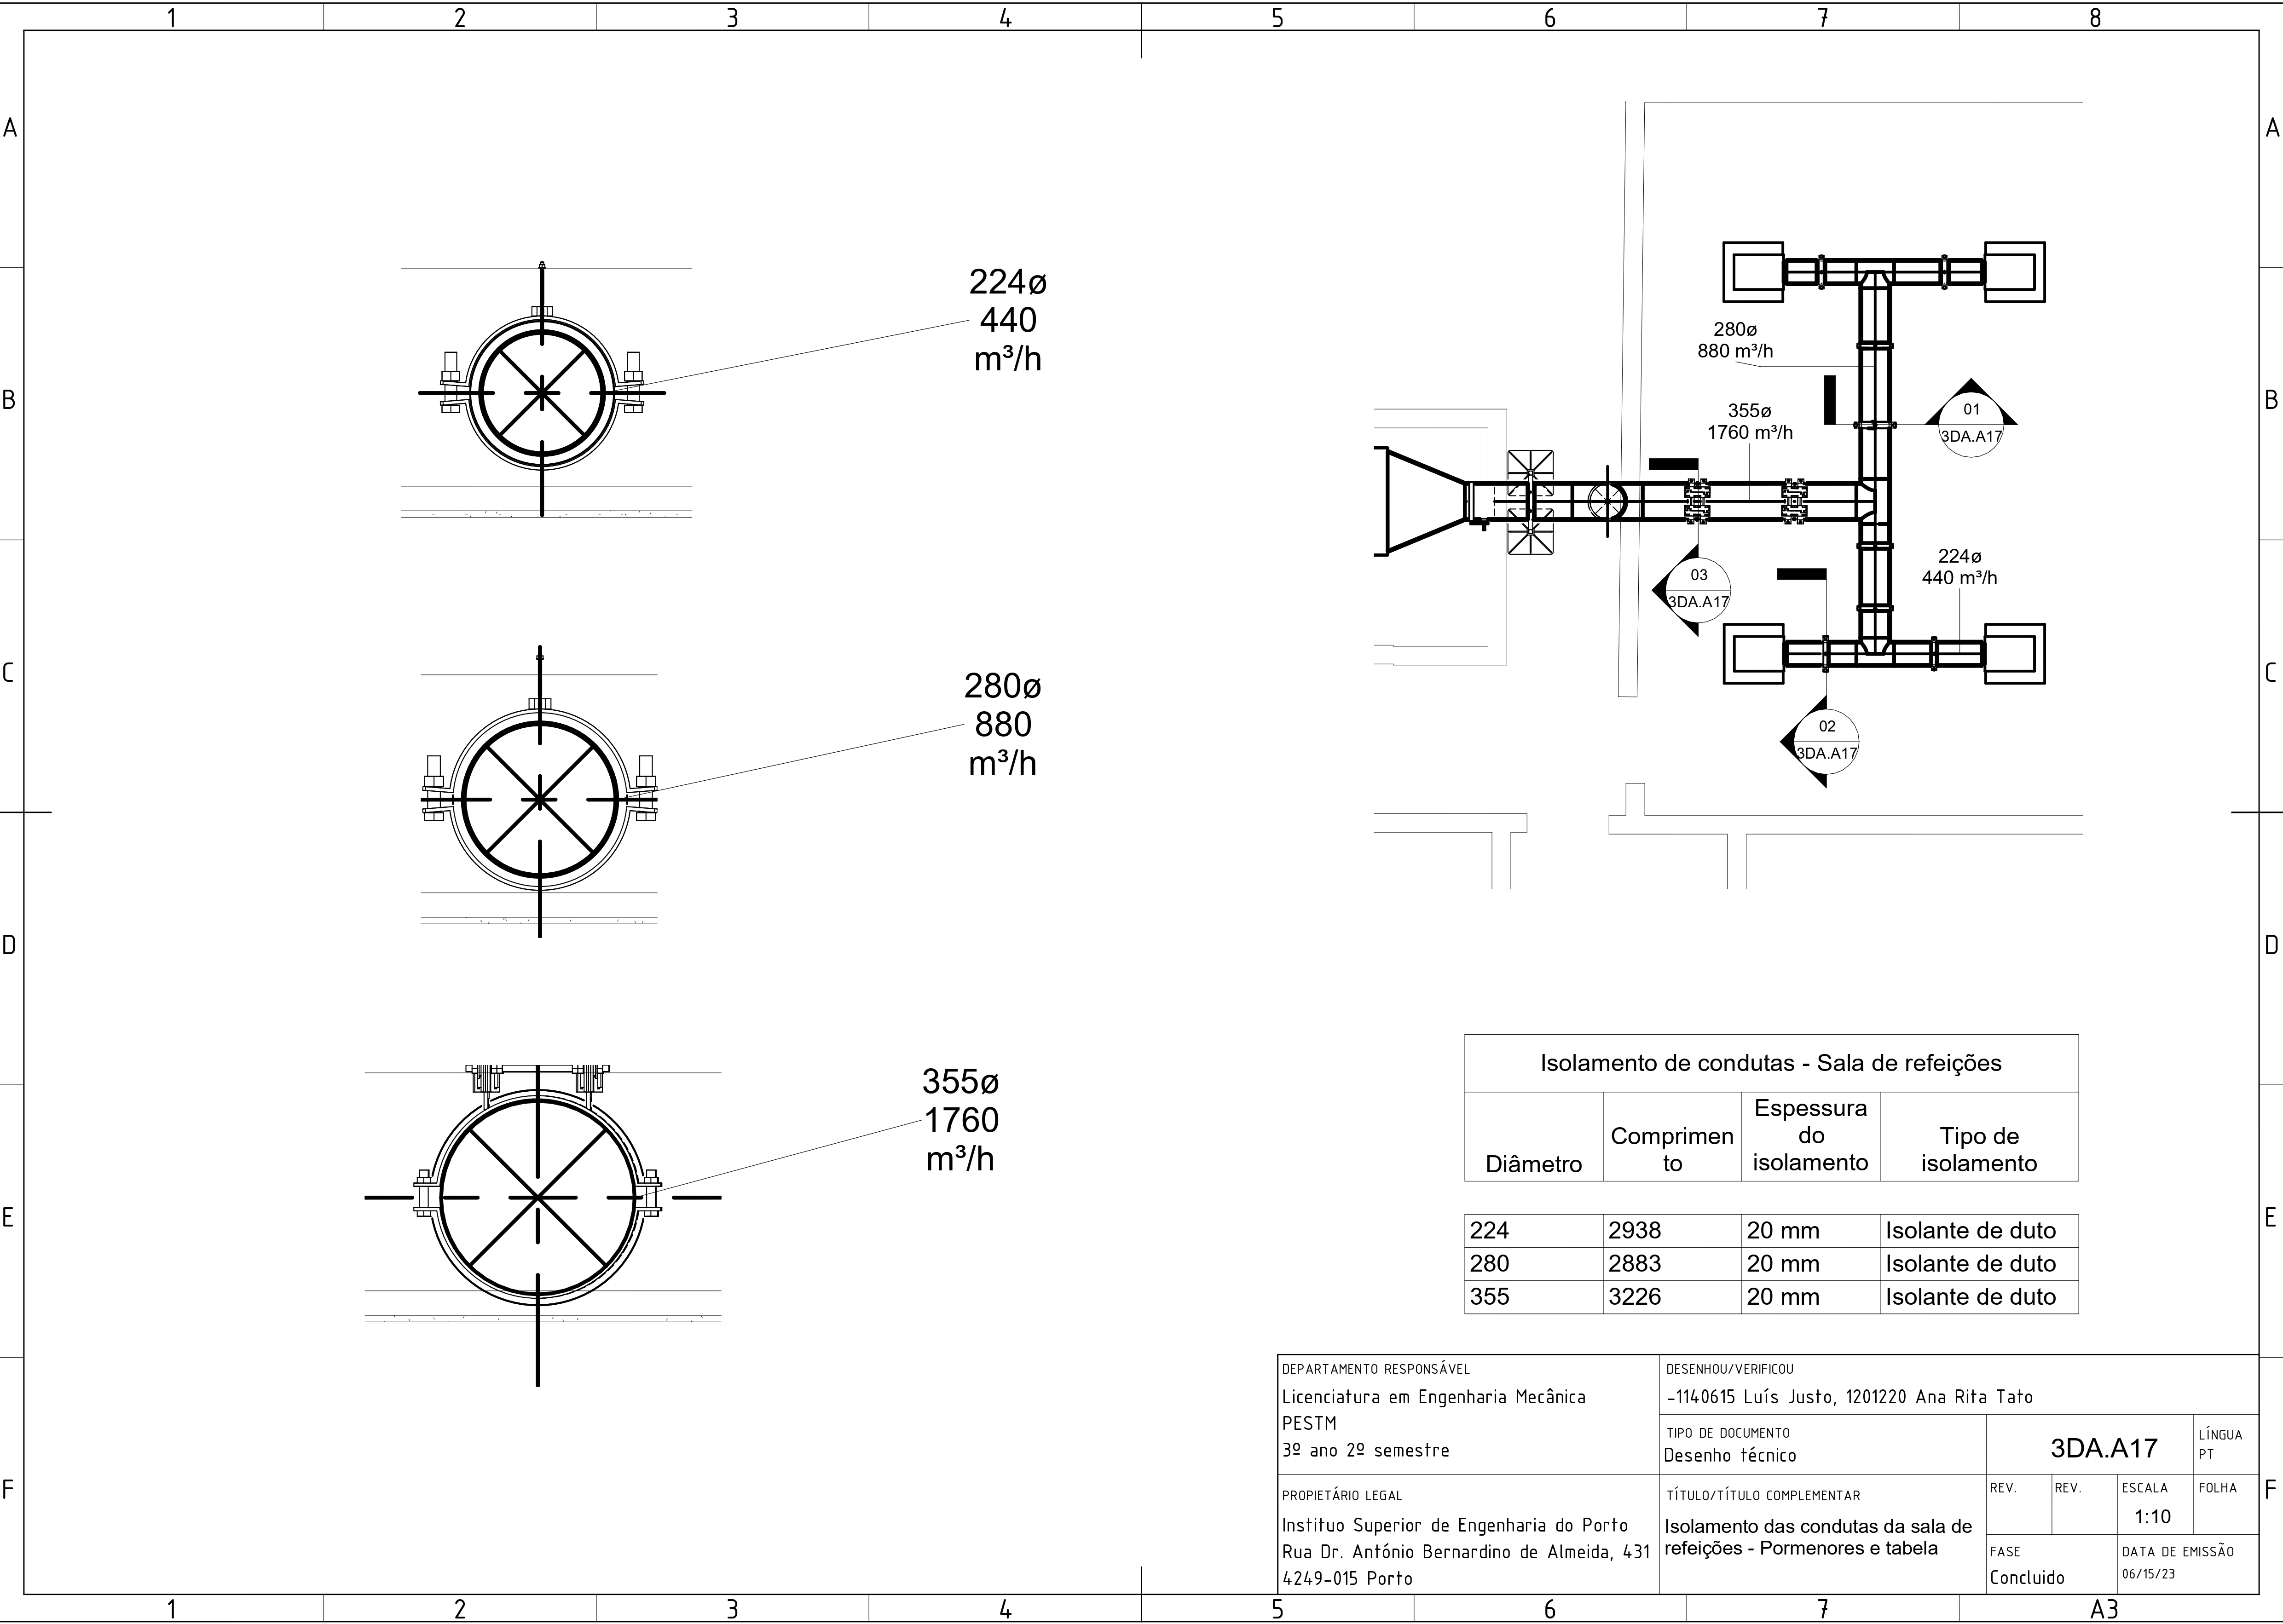 1 2 3 4 5 6 7 8
A A
B B
C C
D D
E E
F F
1 2 3 4 5 6 7 A3
224ø
440
m³/h
280ø
880
m³/h
355ø
1760
m³/h
280ø
880 m³/h
355ø
1760 m³/h
01
3DA.A17
03
3DA.A17
224ø
440 m³/h
02
3DA.A17
Isolamento de condutas - Sala de refeições
Diâmetro
Comprimen
to
Espessura
do
isolamento
Tipo de
isolamento
224 2938 20 mm Isolante de duto
280 2883 20 mm Isolante de duto
355 3226 20 mm Isolante de duto
DEPARTAMENTO RESPONSÁVEL
Licenciatura em Engenharia Mecânica
PESTM
3º ano 2º semestre
DESENHOU/VERIFICOU
-1140615 Luís Justo, 1201220 Ana Rita Tato
TIPO DE DOCUMENTO
Desenho técnico
3DA.A17
LÍNGUA
PT
PROPIETÁRIO LEGAL
Instituo Superior de Engenharia do Porto
Rua Dr. António Bernardino de Almeida, 431
4249-015 Porto
TÍTULO/TÍTULO COMPLEMENTAR
Isolamento das condutas da sala de
refeições - Pormenores e tabela
REV.
REV.
ESCALA
1:10
FOLHA
FASE
Concluido
DATA DE EMISSÃO
06/15/23